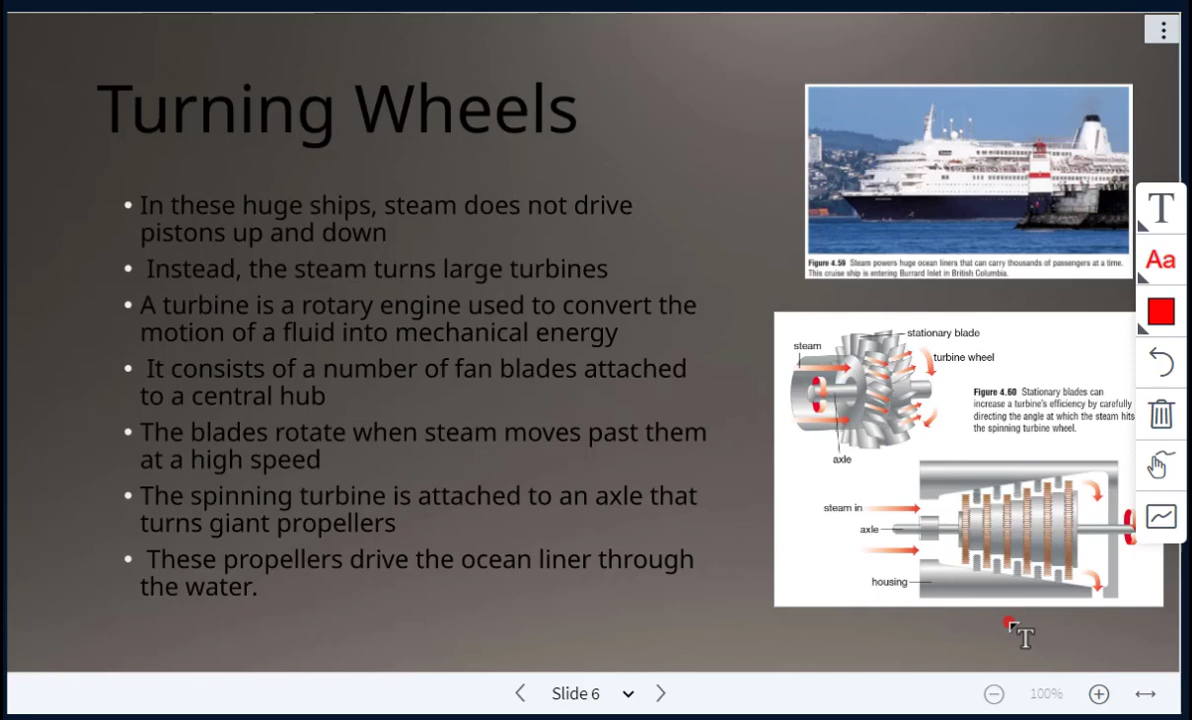 Turning Wheels
• In these huge ships, steam does not drive
pistons up and down
• Instead, the steam turns large turbines
• A turbine is a rotary engine used to convert the
motion of a fluid into mechanical energy
• It consists of a number of fan blades attached
to a central hub
• The blades rotate when steam moves past them
at a high speed
• The spinning turbine is attached to an axle that
turns giant propellers
• These propellers drive the ocean liner through
the water.
Figure 4.59 Steam powers huge ocean liners that can carry thousands of passengers at a time.
This cruise ship is entering Burrard Inlet in British Columbia.
stationary blade
steam
turbine wheel
Figure 4.60 Stationary blades can
increase a turbine's efficiency by carefully
directing the angle at which the steam hits
the spinning turbine wheel.
axle
steam in
axle
housing
T
Aa
T
Slide 6
100%